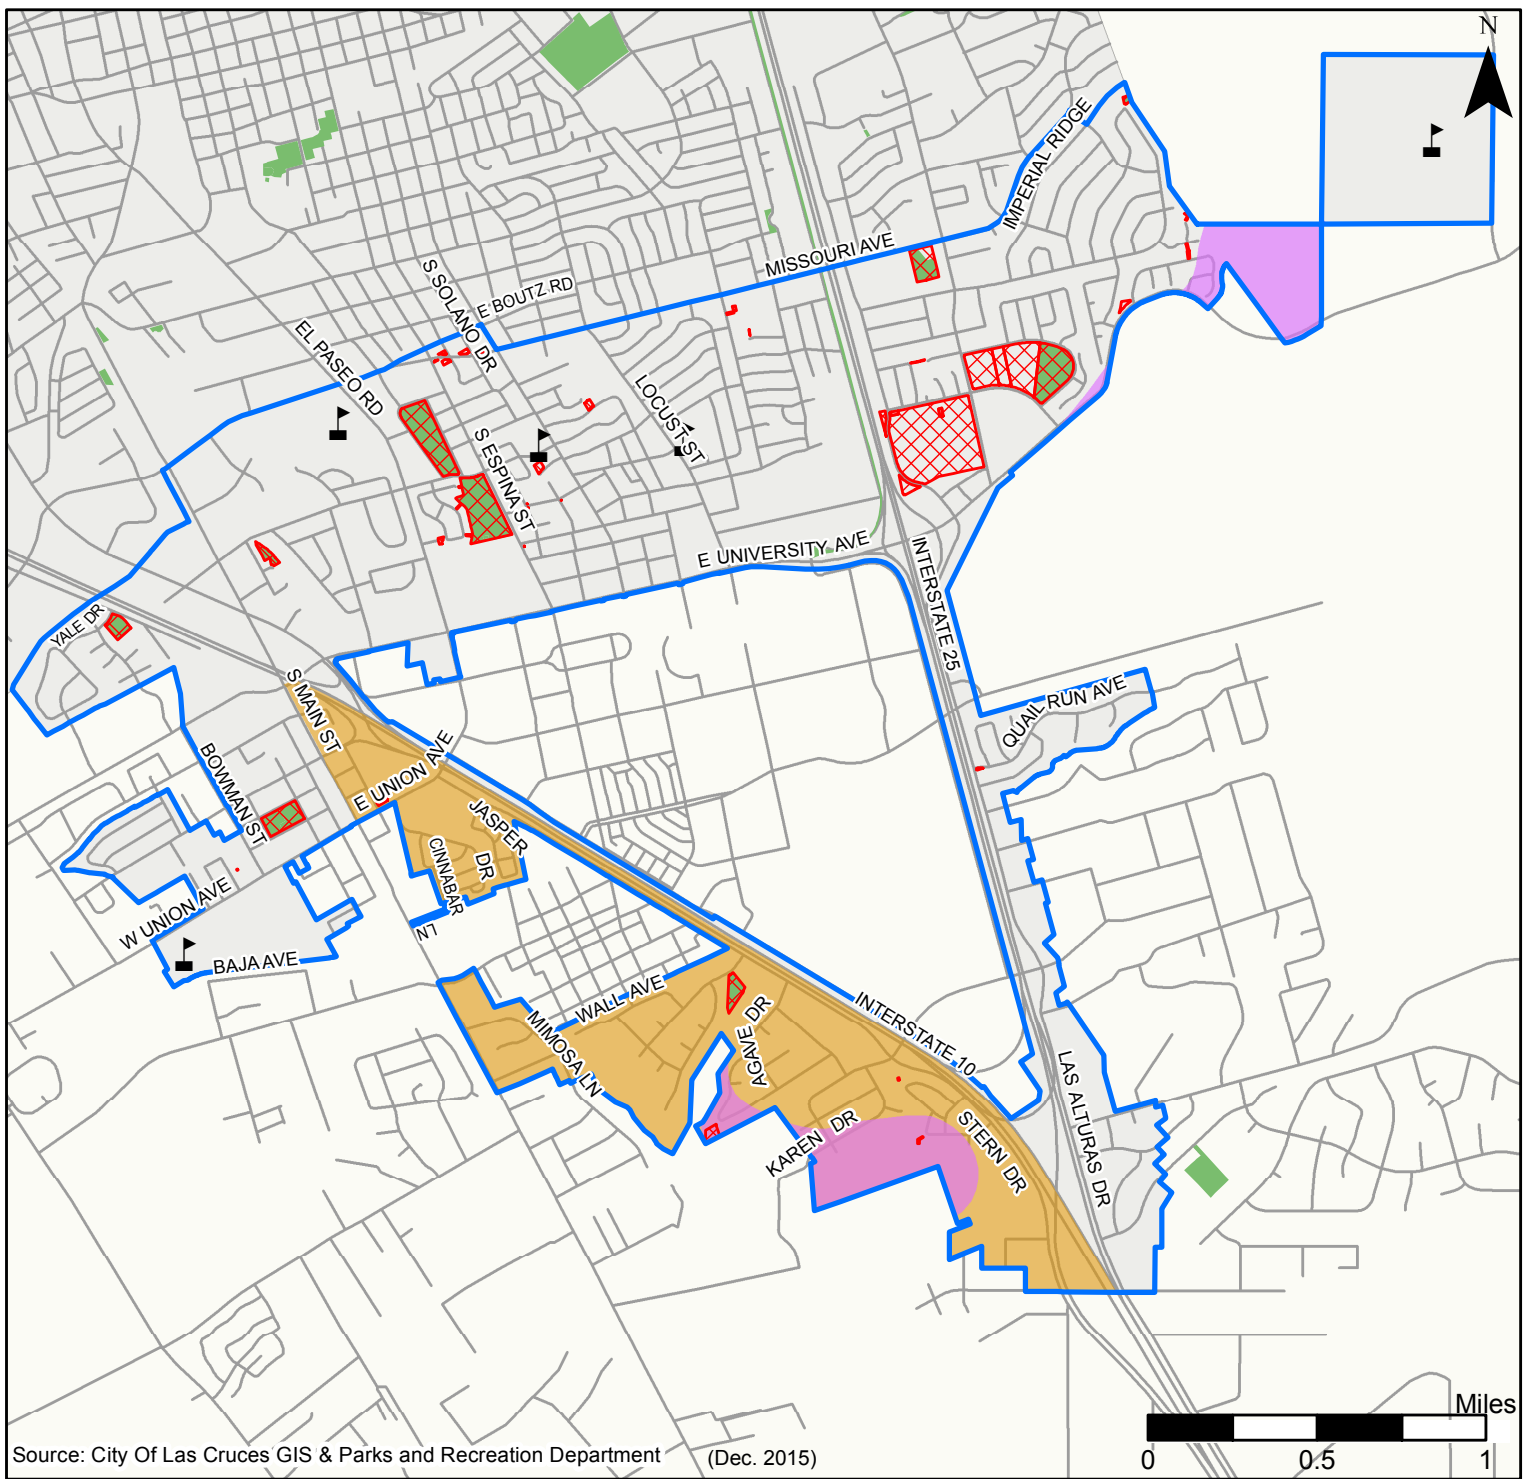 N
IMPERIAL RIDGE
MISSOURI AVE
S SOLANO DR
E BOUTZ RD
EL PASEO RD
LOCUST ST
S ESPINA ST
E UNIVERSITY AVE
INTERSTATE 25
YALE DR
S MAIN ST
QUAIL RUN AVE
BOWMAN ST
E UNION AVE
JASPER
DR
CINNABAR
LN
W UNION AVE
BAJA AVE
WALL AVE
MIMOSA LN
AGAVE DR
INTERSTATE 10
KAREN DR
STERN DR
LAS ALTURAS DR
Miles
0 0.5 1
Source: City Of Las Cruces GIS & Parks and Recreation Department (Dec. 2015)